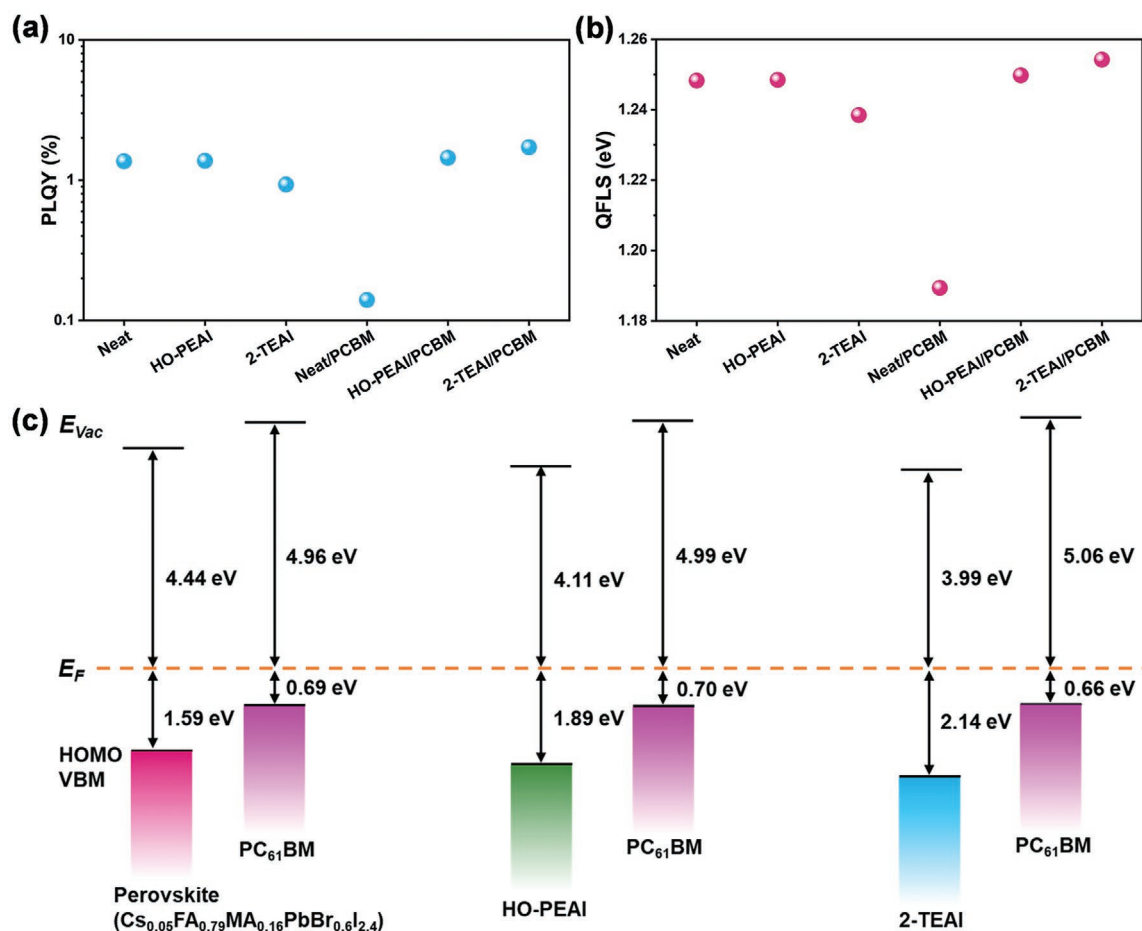 (a)
10
1
0.1
PLQY (%)
Neat
HO-PEAI
2-TEAI
Neat/PCBM
HO-PEAI/PCBM
2-TEAI/PCBM
(b)
1.26
1.24
1.22
1.20
1.18
QFLS (eV)
Neat
HO-PEAI
2-TEAI
Neat/PCBM
HO-PEAI/PCBM
2-TEAI/PCBM
(c)
E_Vac
4.44 eV
4.96 eV
4.11 eV
4.99 eV
3.99 eV
5.06 eV
E_F
1.59 eV
0.69 eV
1.89 eV
0.70 eV
2.14 eV
0.66 eV
HOMO
VBM
PC₆₁BM
PC₆₁BM
PC₆₁BM
Perovskite
(Cs₀.₀₅FA₀.₇₉MA₀.₁₆PbBr₀.₆I₂.₄)
HO-PEAI
2-TEAI